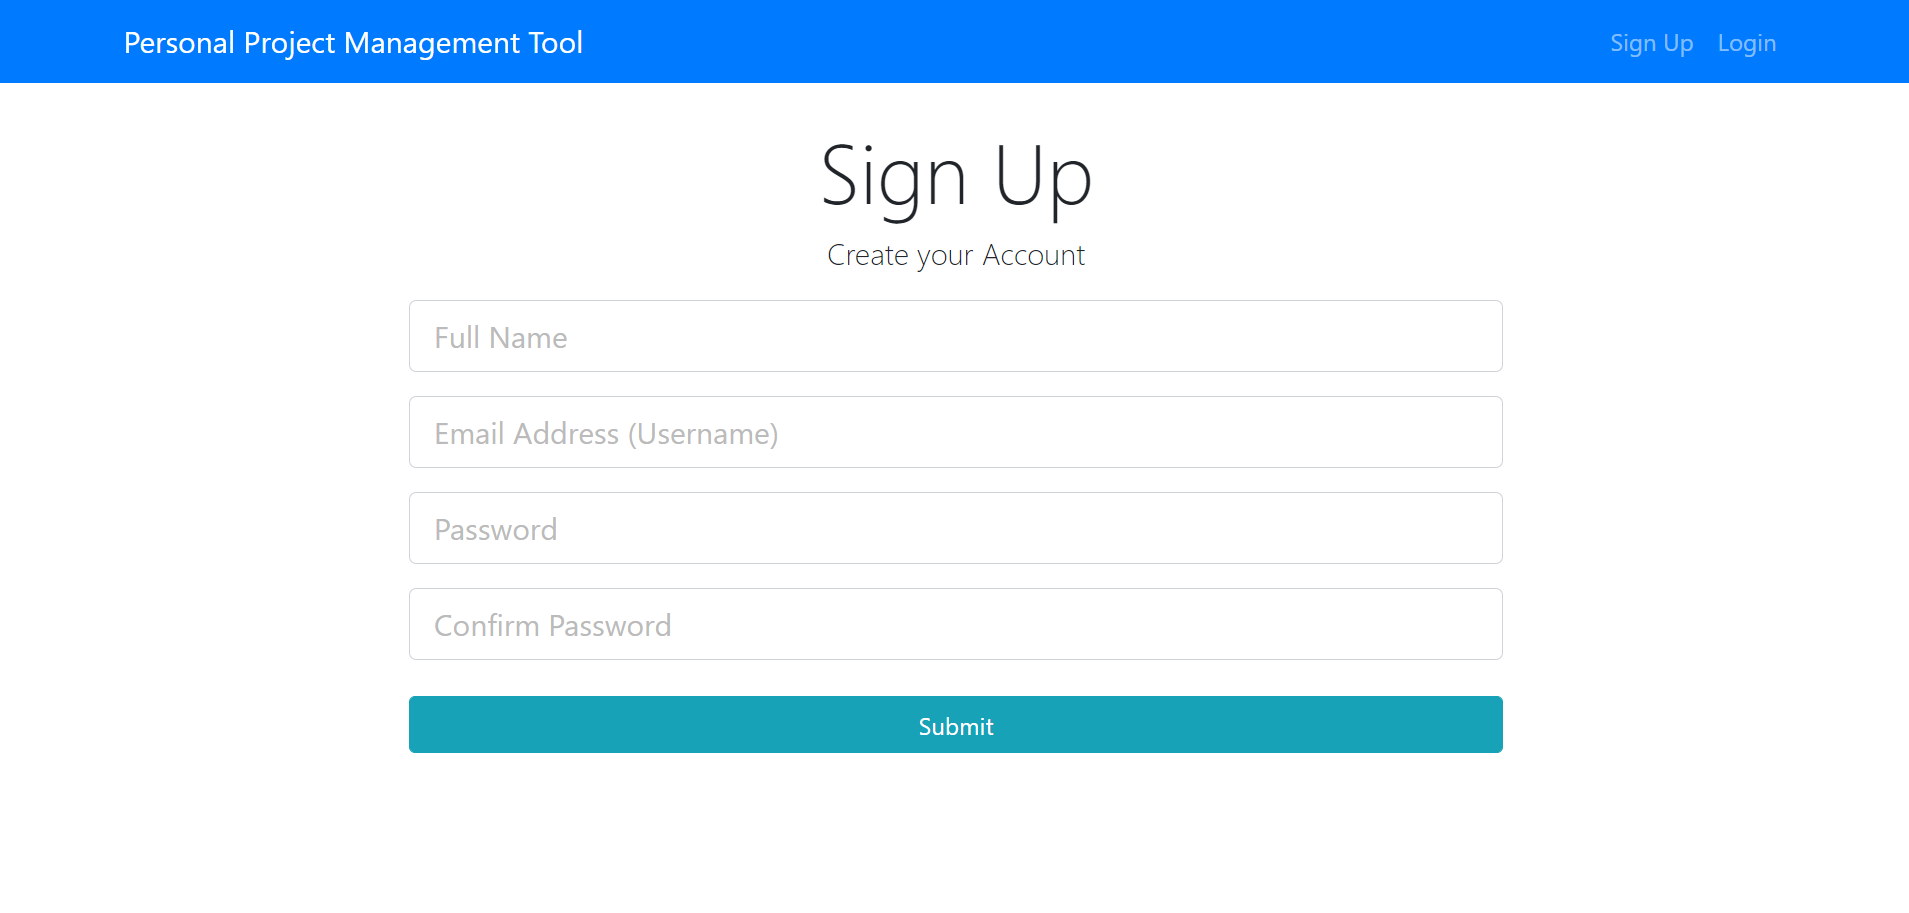 Personal Project Management Tool
Sign Up Login
Sign Up
Create your Account
Full Name
Email Address (Username)
Password
Confirm Password
Submit